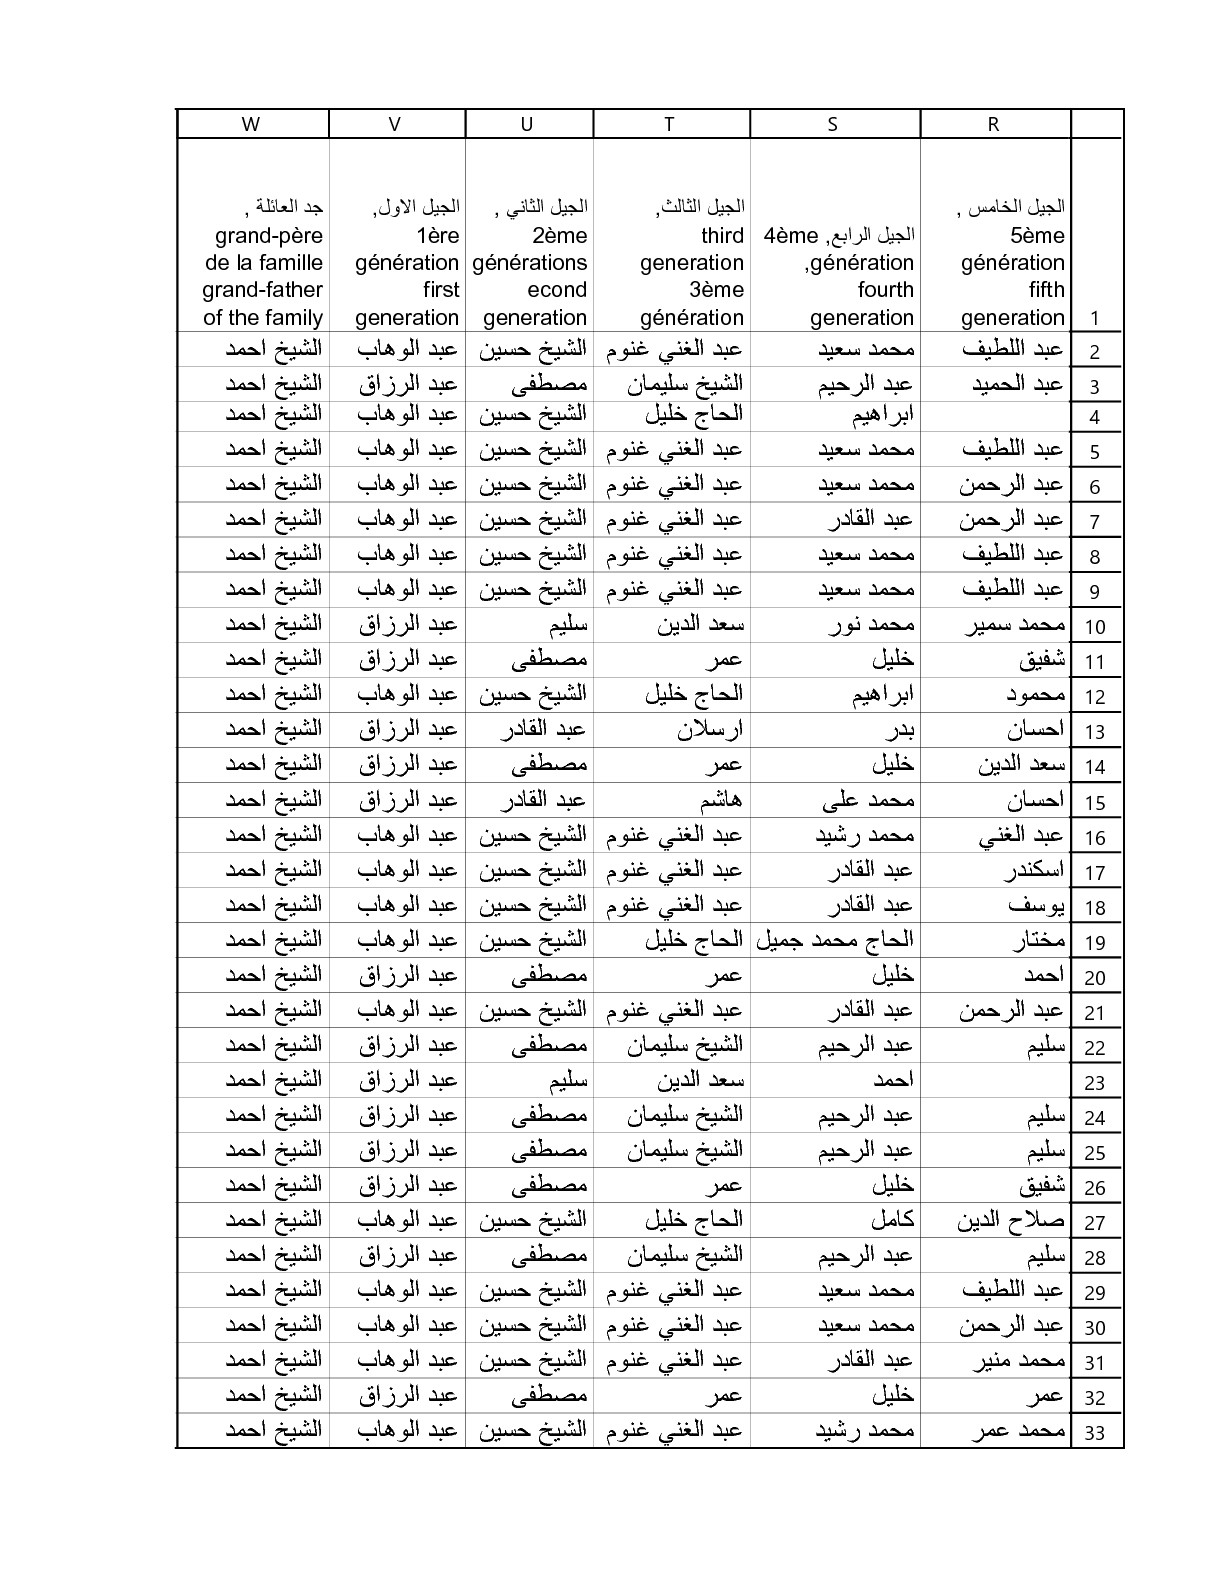 R S T U V W
الجيل الخامس , 5ème génération fifth generation
الجيل الرابع, 4ème génération, fourth generation
الجيل الثالث, third generation 3ème génération
الجيل الثاني , 2ème générations econd generation
الجيل الاول, 1ère génération first generation
جد العائلة , grand-père de la famille grand-father of the family
1
2 عبد اللطيف محمد سعيد عبد الغني غنوم الشيخ حسين عبد الوهاب الشيخ احمد
3 عبد الحميد عبد الرحيم الشيخ سليمان مصطفى عبد الرزاق الشيخ احمد
4 ابراهيم الحاج خليل الشيخ حسين عبد الوهاب الشيخ احمد
5 عبد اللطيف محمد سعيد عبد الغني غنوم الشيخ حسين عبد الوهاب الشيخ احمد
6 عبد الرحمن محمد سعيد عبد الغني غنوم الشيخ حسين عبد الوهاب الشيخ احمد
7 عبد الرحمن عبد القادر عبد الغني غنوم الشيخ حسين عبد الوهاب الشيخ احمد
8 عبد اللطيف محمد سعيد عبد الغني غنوم الشيخ حسين عبد الوهاب الشيخ احمد
9 عبد اللطيف محمد سعيد عبد الغني غنوم الشيخ حسين عبد الوهاب الشيخ احمد
10 محمد سمير محمد نور سعد الدين سليم عبد الرزاق الشيخ احمد
11 شفيق خليل عمر مصطفى عبد الرزاق الشيخ احمد
12 محمود ابراهيم الحاج خليل الشيخ حسين عبد الوهاب الشيخ احمد
13 احسان بدر ارسلان عبد القادر عبد الرزاق الشيخ احمد
14 سعد الدين خليل عمر مصطفى عبد الرزاق الشيخ احمد
15 احسان محمد على هاشم عبد القادر عبد الرزاق الشيخ احمد
16 عبد الغني محمد رشيد عبد الغني غنوم الشيخ حسين عبد الوهاب الشيخ احمد
17 اسكندر عبد القادر عبد الغني غنوم الشيخ حسين عبد الوهاب الشيخ احمد
18 يوسف عبد القادر عبد الغني غنوم الشيخ حسين عبد الوهاب الشيخ احمد
19 مختار الحاج محمد جميل الحاج خليل الشيخ حسين عبد الوهاب الشيخ احمد
20 احمد خليل عمر مصطفى عبد الرزاق الشيخ احمد
21 عبد الرحمن عبد القادر عبد الغني غنوم الشيخ حسين عبد الوهاب الشيخ احمد
22 سليم عبد الرحيم الشيخ سليمان مصطفى عبد الرزاق الشيخ احمد
23 احمد سعد الدين سليم عبد الرزاق الشيخ احمد
24 سليم عبد الرحيم الشيخ سليمان مصطفى عبد الرزاق الشيخ احمد
25 سليم عبد الرحيم الشيخ سليمان مصطفى عبد الرزاق الشيخ احمد
26 شفيق خليل عمر مصطفى عبد الرزاق الشيخ احمد
27 صلاح الدين كامل الحاج خليل الشيخ حسين عبد الوهاب الشيخ احمد
28 سليم عبد الرحيم الشيخ سليمان مصطفى عبد الرزاق الشيخ احمد
29 عبد اللطيف محمد سعيد عبد الغني غنوم الشيخ حسين عبد الوهاب الشيخ احمد
30 عبد الرحمن محمد سعيد عبد الغني غنوم الشيخ حسين عبد الوهاب الشيخ احمد
31 محمد منير عبد القادر عبد الغني غنوم الشيخ حسين عبد الوهاب الشيخ احمد
32 عمر خليل عمر مصطفى عبد الرزاق الشيخ احمد
33 محمد عمر محمد رشيد عبد الغني غنوم الشيخ حسين عبد الوهاب الشيخ احمد